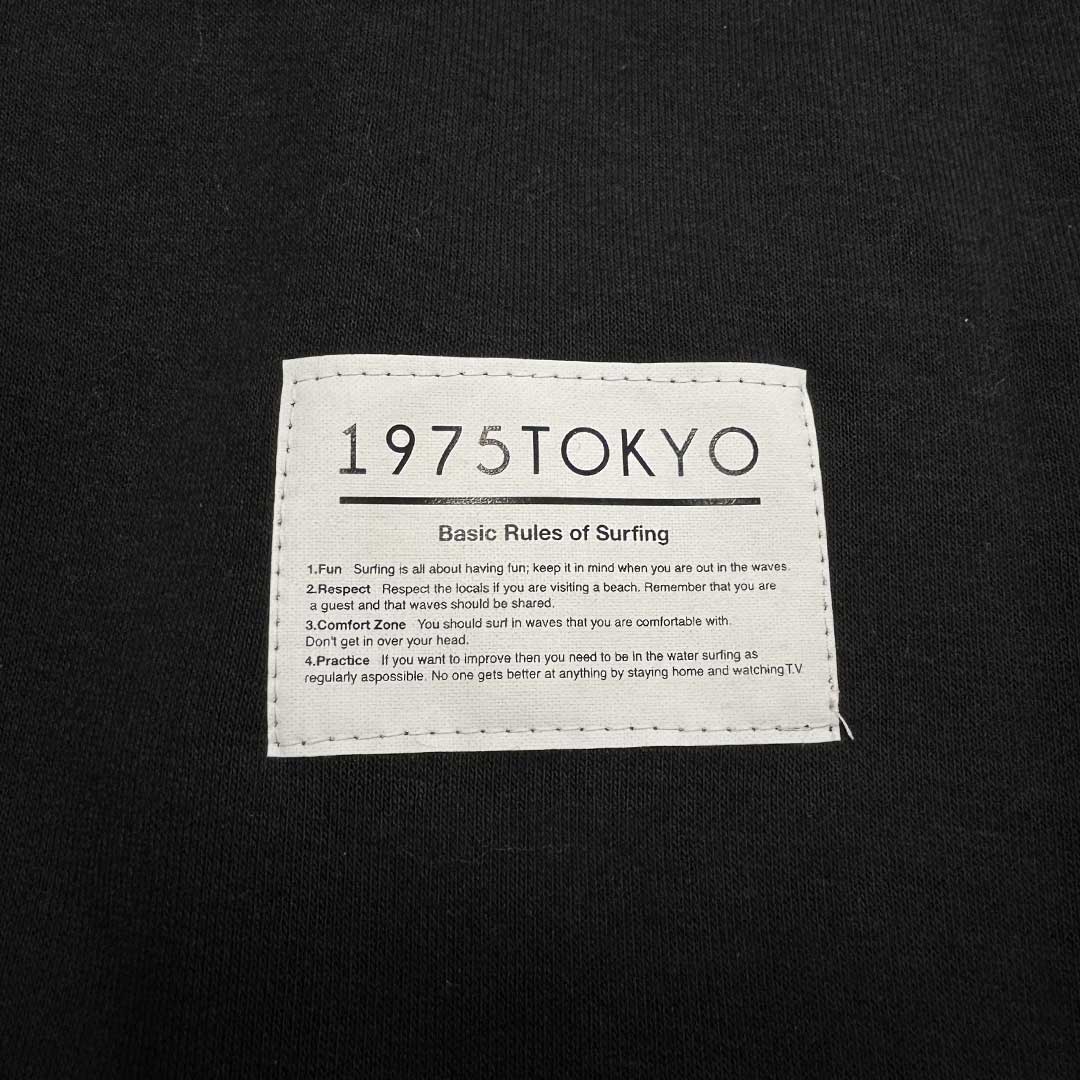 1975TOKYO
Basic Rules of Surfing
1.Fun Surfing is all about having fun; keep it in mind when you are out in the waves.
2.Respect Respect the locals if you are visiting a beach. Remember that you are
a guest and that waves should be shared.
3.Comfort Zone You should surf in waves that you are comfortable with.
Don't get in over your head.
4.Practice If you want to improve then you need to be in the water surfing as
regularly aspossible. No one gets better at anything by staying home and watching T.V.